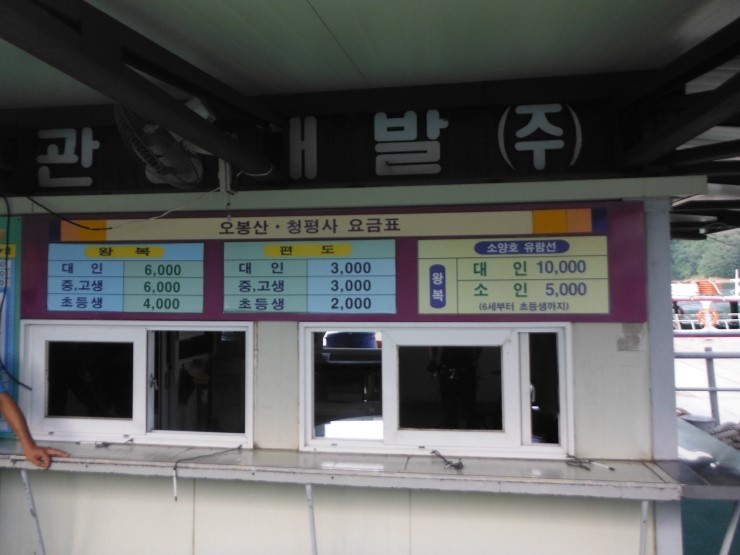 관 개발 (주)
오봉산 · 청평사 요금표
왕 복
대 인 6,000
중,고생 6,000
초등생 4,000
편 도
대 인 3,000
중,고생 3,000
초등생 2,000
소양호 유람선
왕복
대 인 10,000
소 인 5,000
(6세부터 초등생까지)